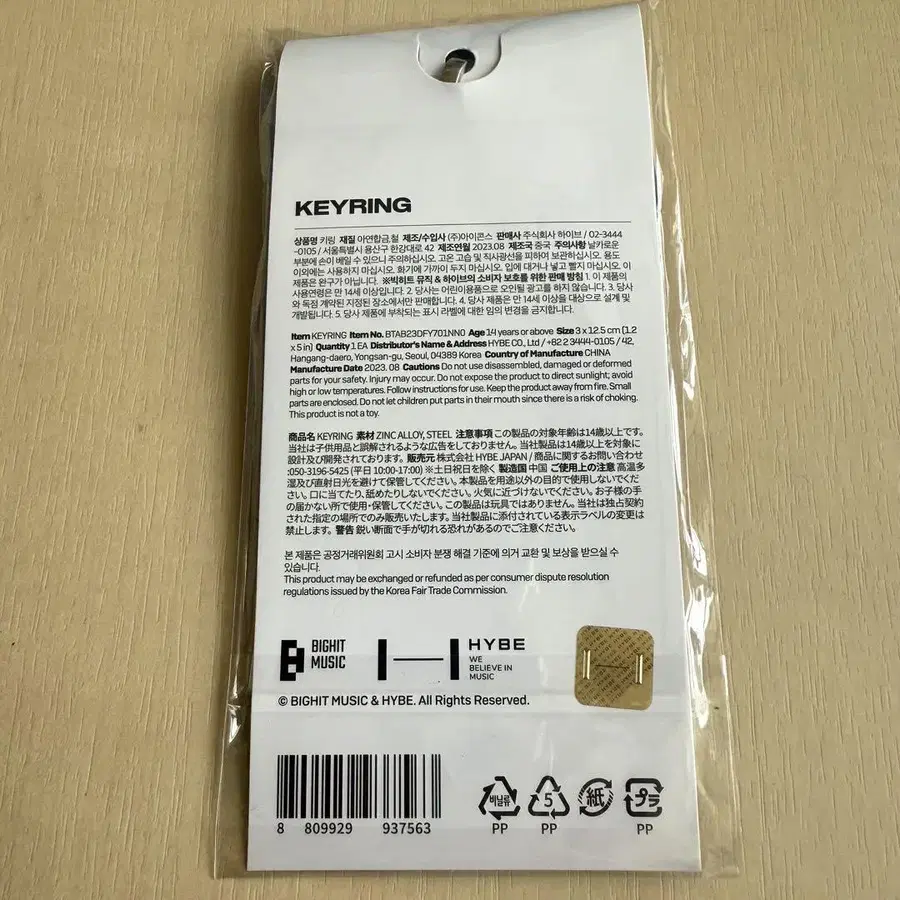 KEYRING
상품명 키링 재질 아연합금,철 제조/수입사 (주)아이콘스 판매사 주식회사 하이브 / 02-3444
-0105 / 서울특별시 용산구 한강대로 42 제조연월 2023.08 제조국 중국 주의사항 날카로운
부분에 손이 베일 수 있으니 주의하십시오. 고온 고습 및 직사광선을 피하여 보관하십시오. 용도
이외에는 사용하지 마십시오. 화기에 가까이 두지 마십시오. 입에 대거나 넣고 빨지 마십시오. 이
제품은 완구가 아닙니다. ※빅히트 뮤직 & 하이브의 소비자 보호를 위한 판매 방침 1. 이 제품의
사용연령은 만 14세 이상입니다. 2. 당사는 어린이용품으로 오인될 광고를 하지 않습니다. 3. 당사
와 독점 계약된 지정된 장소에서만 판매합니다. 4. 당사 제품은 만 14세 이상을 대상으로 설계 및
개발됩니다. 5. 당사 제품에 부착되는 표시 라벨에 대한 임의 변경을 금지합니다.
Item KEYRING Item No. BTAB23DFY701NN0 Age 14 years or above Size 3 x 12.5 cm (1.2
x 5 in) Quantity 1 EA Distributor's Name & Address HYBE CO., Ltd / +82 2 3444-0105 / 42,
Hangang-daero, Yongsan-gu, Seoul, 04389 Korea Country of Manufacture CHINA
Manufacture Date 2023. 08 Cautions Do not use disassembled, damaged or deformed
parts for your safety. Injury may occur. Do not expose the product to direct sunlight; avoid
high or low temperatures. Follow instructions for use. Keep the product away from fire. Small
parts are enclosed. Do not let children put parts in their mouth since there is a risk of choking.
This product is not a toy.
商品名 KEYRING 素材 ZINC ALLOY, STEEL 注意事項 この製品の対象年齢は14歳以上です。
当社は子供用品と誤解されるような広告をしておりません。当社製品は14歳以上を対象に
設計及び開発されております。販売元 株式会社 HYBE JAPAN / 商品に関するお問い合わせ
:050-3196-5425 (平日 10:00-17:00) ※土日祝日を除く 製造国 中国 ご使用上の注意 高温多
湿及び直射日光を避けて保管してください。本製品を用途以外の目的で使用しないでくだ
さい。口に当てたり、舐めたりしないでください。火気に近づけないでください。お子様の手
の届かない所で使用・保管してください。この製品は玩具ではありません。当社は独占契約
された指定の場所でのみ販売いたします。当社製品に添付されている表示ラベルの変更は
禁止します。警告 鋭い断面で手が切れる恐れがあるのでご注意ください。
본 제품은 공정거래위원회 고시 소비자 분쟁 해결 기준에 의거 교환 및 보상을 받으실 수
있습니다.
This product may be exchanged or refunded as per consumer dispute resolution
regulations issued by the Korea Fair Trade Commission.
BIGHIT
MUSIC
HYBE
WE
BELIEVE IN
MUSIC
© BIGHIT MUSIC & HYBE. All Rights Reserved.
8 809929 937563
비닐류
PP
5
PP
紙
プラ
PP